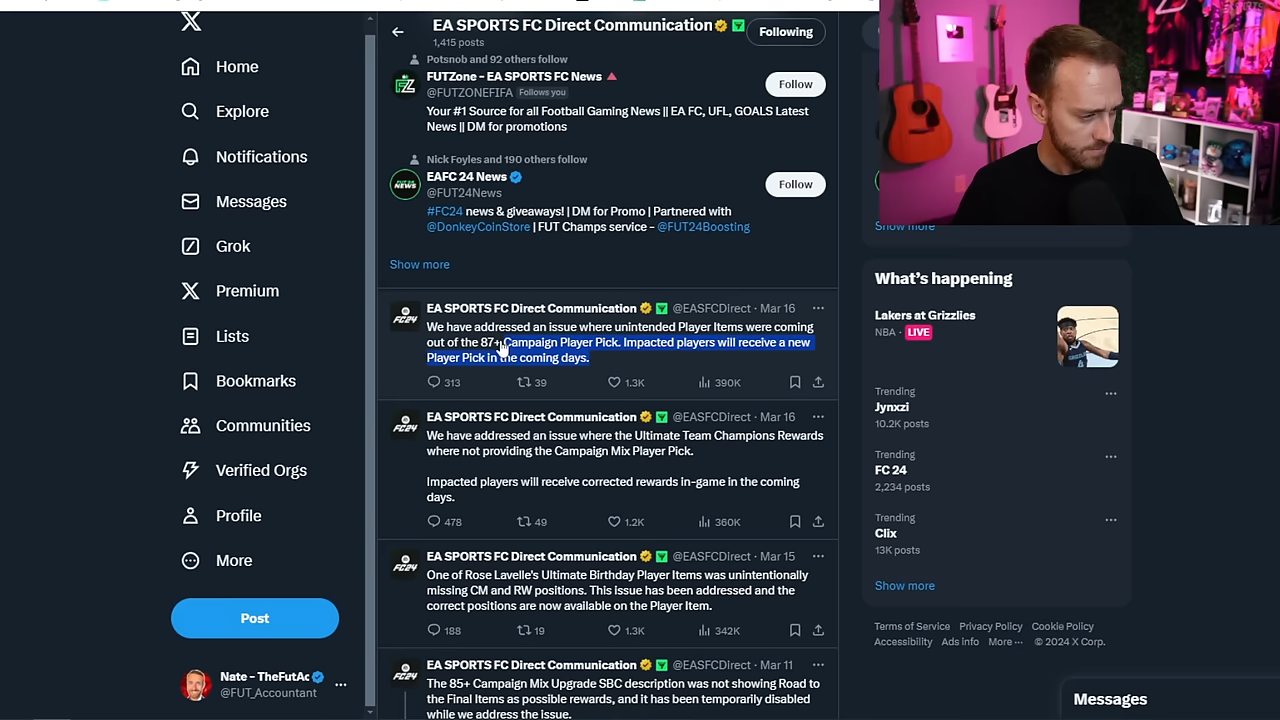 EA SPORTS FC Direct Communication
1,415 posts
Following
Home
Explore
Notifications
Messages
Grok
Premium
Lists
Bookmarks
Communities
Verified Orgs
Profile
More
Post
Nate - TheFutAc
@FUT_Accountant
Potsnob and 92 others follow
FUTZone - EA SPORTS FC News
@FUTZONEFIFA Follows you
Follow
Your #1 Source for all Football Gaming News || EA FC, UFL, GOALS Latest
News || DM for promotions
Nick Foyles and 190 others follow
EAFC 24 News
@FUT24News
Follow
#FC24 news & giveaways! | DM for Promo | Partnered with
@DonkeyCoinStore | FUT Champs service - @FUT24Boosting
Show more
EA SPORTS FC Direct Communication @EASFCDirect · Mar 16
We have addressed an issue where unintended Player Items were coming
out of the 87+ Campaign Player Pick. Impacted players will receive a new
Player Pick in the coming days.
313 39 1.3K 390K
EA SPORTS FC Direct Communication @EASFCDirect · Mar 16
We have addressed an issue where the Ultimate Team Champions Rewards
where not providing the Campaign Mix Player Pick.
Impacted players will receive corrected rewards in-game in the coming
days.
478 49 1.2K 360K
EA SPORTS FC Direct Communication @EASFCDirect · Mar 15
One of Rose Lavelle's Ultimate Birthday Player Items was unintentionally
missing CM and RW positions. This issue has been addressed and the
correct positions are now available on the Player Item.
188 19 1.3K 342K
EA SPORTS FC Direct Communication @EASFCDirect · Mar 11
The 85+ Campaign Mix Upgrade SBC description was not showing Road to
the Final Items as possible rewards, and it has been temporarily disabled
while we address the issue.
Show more
What's happening
Lakers at Grizzlies
NBA · LIVE
Trending
Jynxzi
10.2K posts
Trending
FC 24
2,234 posts
Trending
Clix
13K posts
Show more
Terms of Service Privacy Policy Cookie Policy
Accessibility Ads info More ··· © 2024 X Corp.
Messages